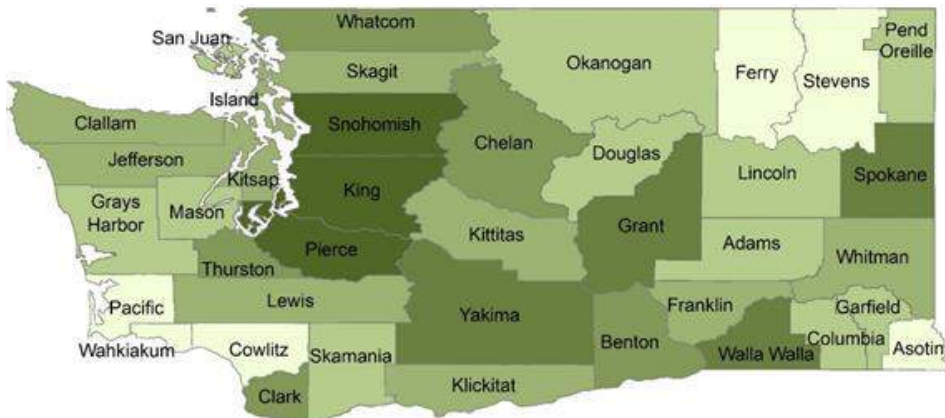 Whatcom
San Juan
Pend
Oreille
Skagit
Okanogan
Ferry
Stevens
Island
Clallam
Snohomish
Chelan
Jefferson
Douglas
Kitsap
Lincoln
Spokane
King
Grays
Harbor
Mason
Grant
Kittitas
Pierce
Adams
Whitman
Thurston
Pacific
Lewis
Franklin
Garfield
Yakima
Benton
Columbia
Wahkiakum
Cowlitz
Skamania
Walla Walla
Asotin
Klickitat
Clark